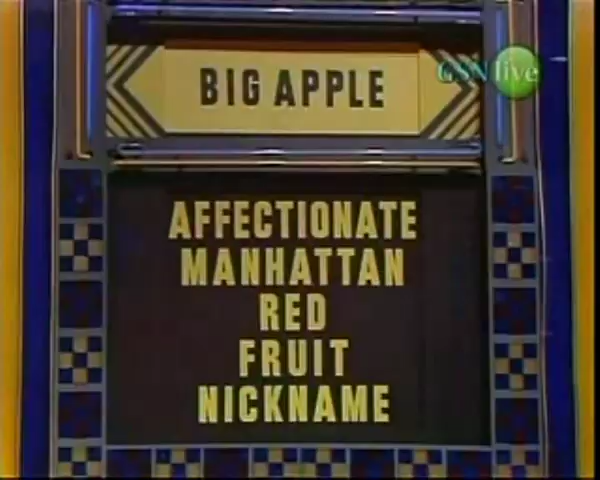 BIG APPLE
GSN live
AFFECTIONATE
MANHATTAN
RED
FRUIT
NICKNAME